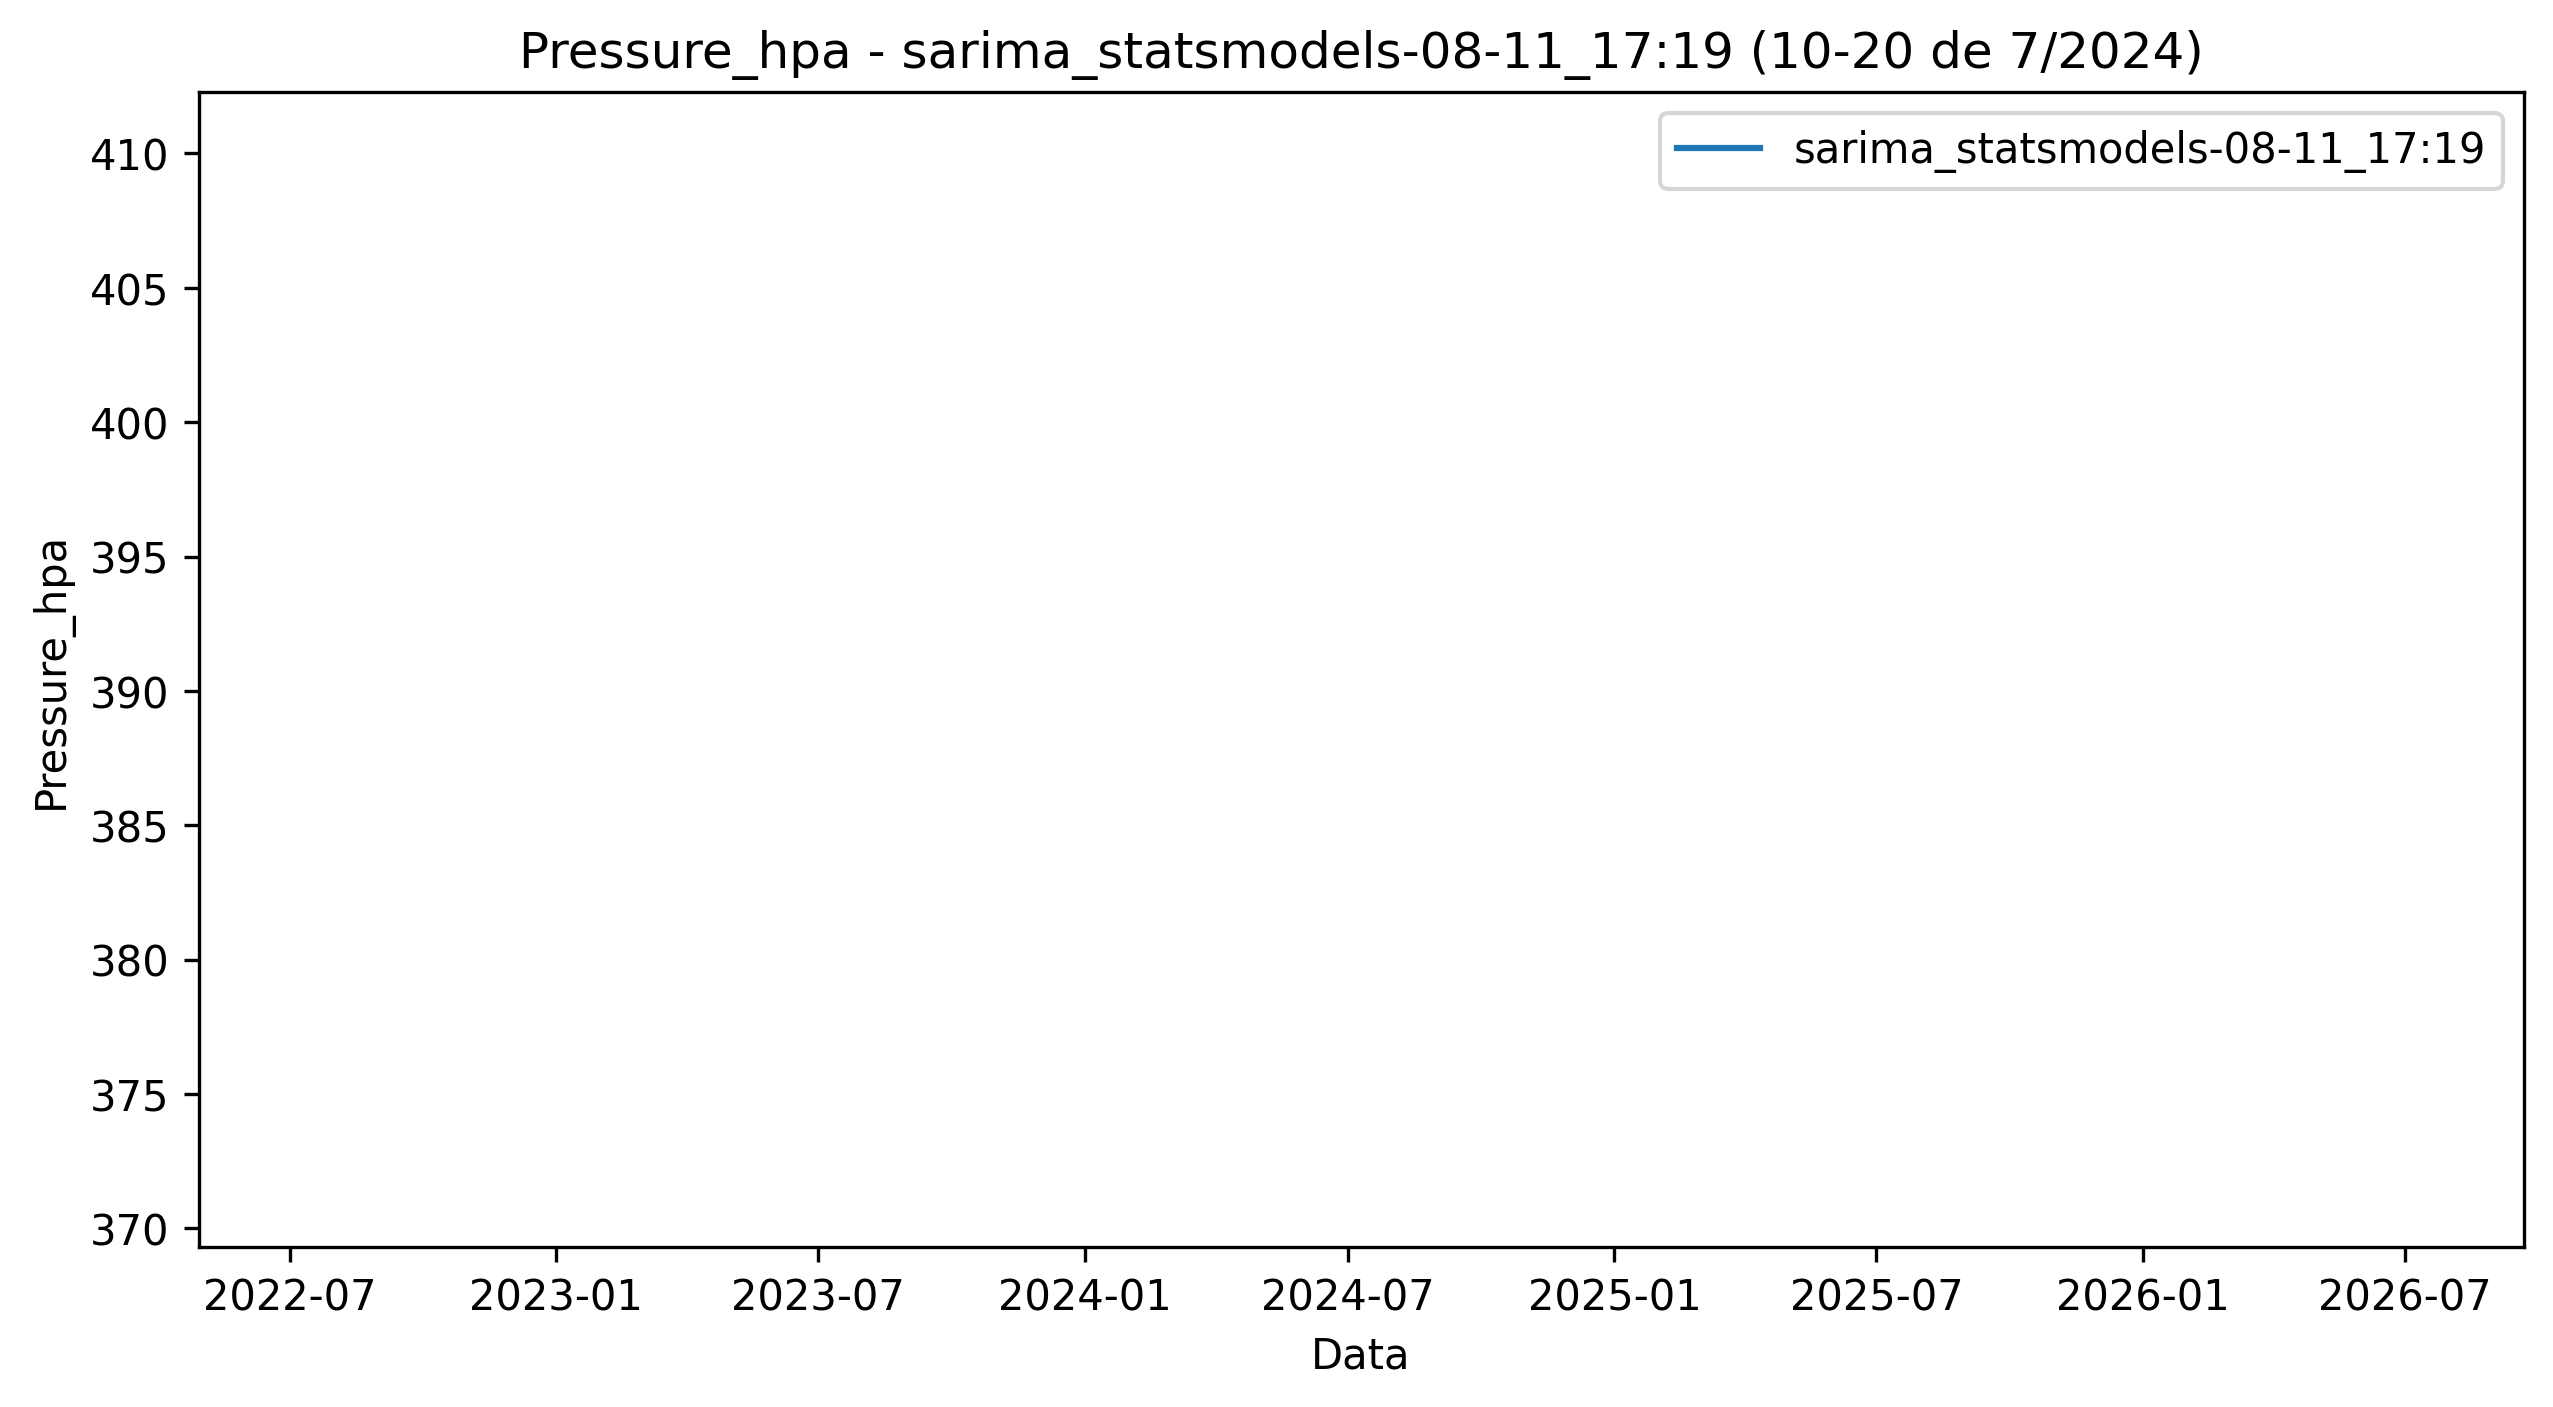 Pressure_hpa - sarima_statsmodels-08-11_17:19 (10-20 de 7/2024)
sarima_statsmodels-08-11_17:19
Pressure_hpa
410
405
400
395
390
385
380
375
370
2022-07 2023-01 2023-07 2024-01 2024-07 2025-01 2025-07 2026-01 2026-07
Data